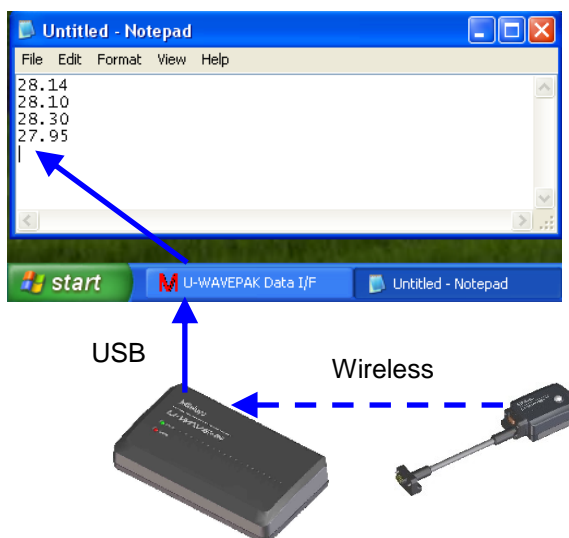 Untitled - Notepad
File Edit Format View Help
28.14
28.10
28.30
27.95
start
M U-WAVEPAK Data I/F
Untitled - Notepad
USB
Wireless
U-WAVE-R